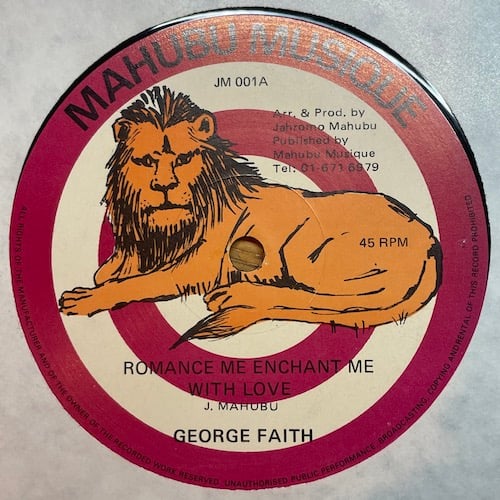 MAHUBU MUSIQUE
JM 001A
Arr. & Prod. by
Jahromo Mahubu
Published by
Mahubu Musique
Tel: 01-671 6979
45 RPM
ROMANCE ME ENCHANT ME
WITH LOVE
J. MAHUBU
GEORGE FAITH
ALL RIGHTS OF THE MANUFACTURER AND OF THE OWNER OF THE RECORDED WORK RESERVED. UNAUTHORISED PUBLIC PERFORMANCE, BROADCASTING, COPYING AND RENTAL OF THIS RECORD PROHIBITED